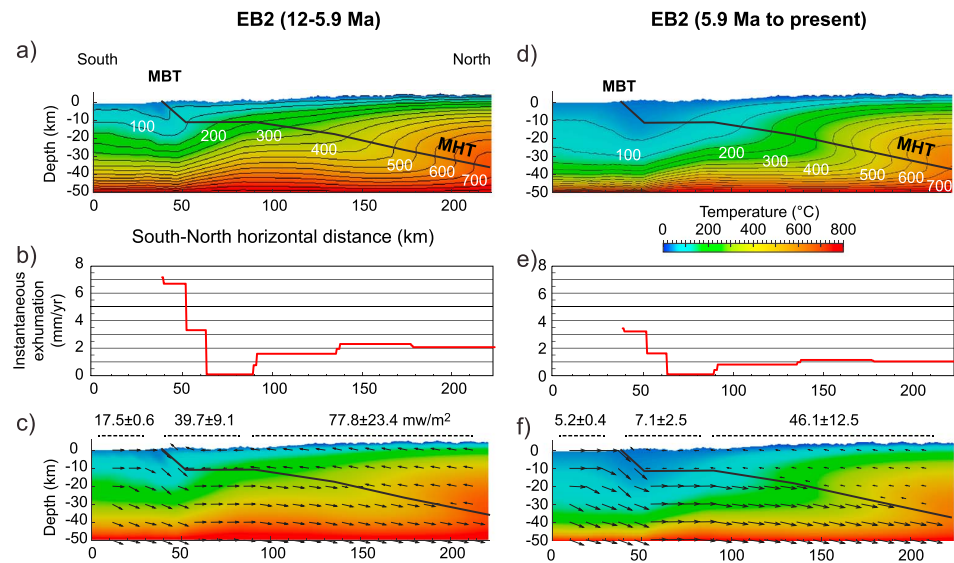 EB2 (12-5.9 Ma)
EB2 (5.9 Ma to present)
a)
South
North
MBT
0
-10
-20
-30
-40
-50
Depth (km)
100
200
300
400
500
600
700
MHT
0
50
100
150
200
South-North horizontal distance (km)
d)
MBT
0
-10
-20
-30
-40
-50
100
200
300
400
500
600
700
MHT
0
50
100
150
200
Temperature (°C)
0 200 400 600 800
b)
8
6
4
2
0
Instantaneous
exhumation
(mm/yr)
0 50 100 150 200
e)
8
6
4
2
0
0 50 100 150 200
c)
17.5±0.6 39.7±9.1 77.8±23.4 mw/m²
0
-10
-20
-30
-40
-50
Depth (km)
0 50 100 150 200
f)
5.2±0.4 7.1±2.5 46.1±12.5
0
-10
-20
-30
-40
-50
0 50 100 150 200